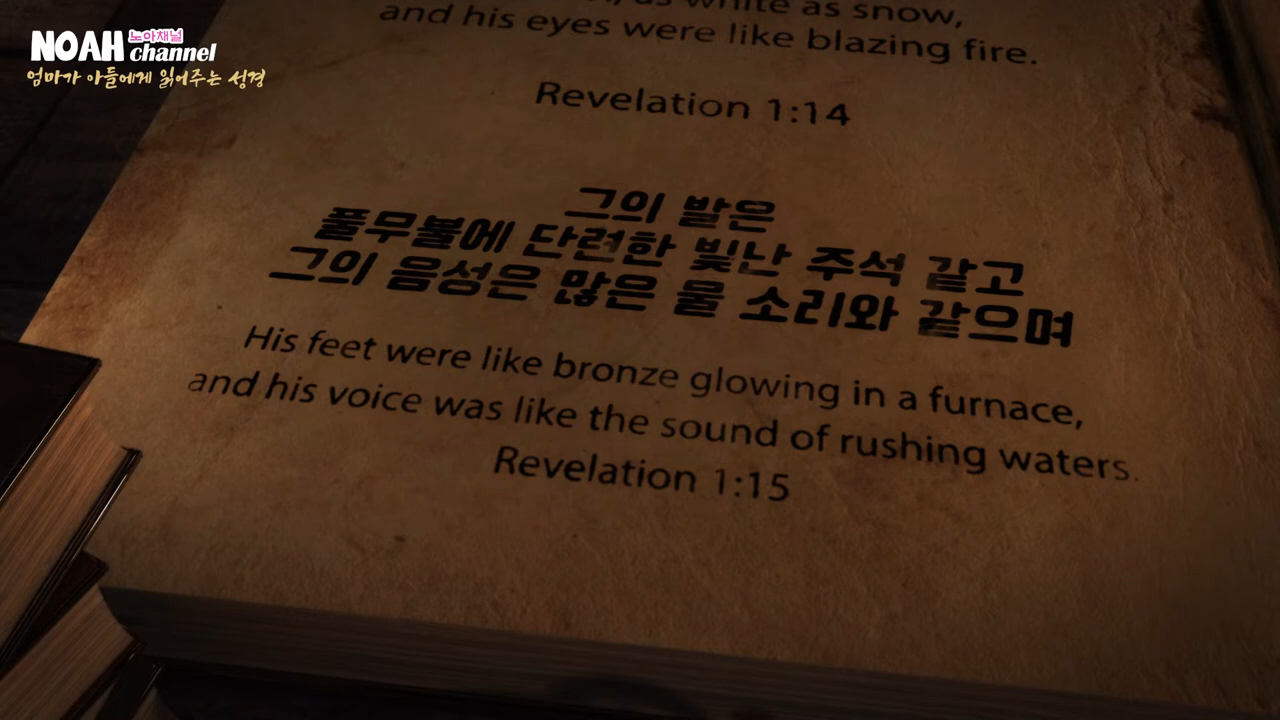 NOAH 노아채널 channel
엄마가 아들에게 읽어주는 성경
as white as snow,
and his eyes were like blazing fire.
Revelation 1:14
그의 발은
풀무불에 단련한 빛난 주석 같고
그의 음성은 많은 물 소리와 같으며
His feet were like bronze glowing in a furnace,
and his voice was like the sound of rushing waters.
Revelation 1:15